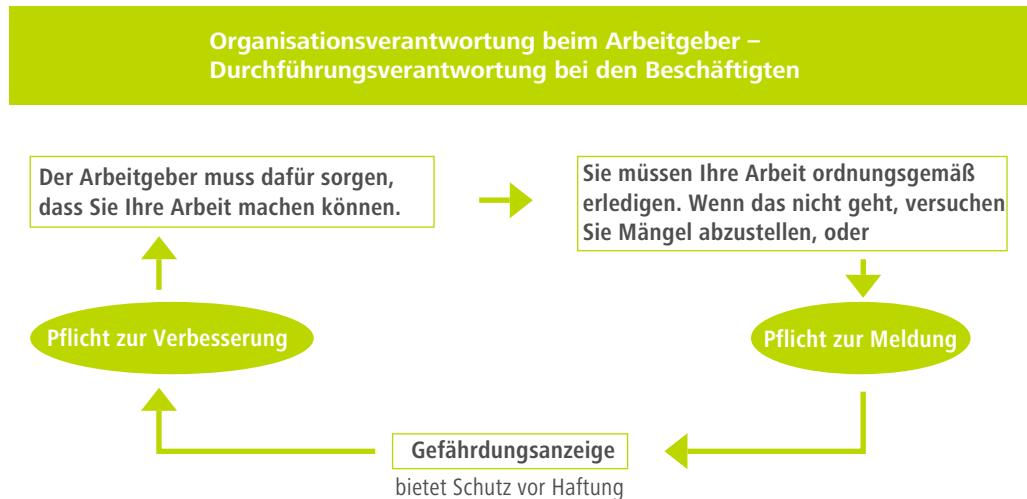 Organisationsverantwortung beim Arbeitgeber –
Durchführungsverantwortung bei den Beschäftigten
Der Arbeitgeber muss dafür sorgen,
dass Sie Ihre Arbeit machen können.
Sie müssen Ihre Arbeit ordnungsgemäß
erledigen. Wenn das nicht geht, versuchen
Sie Mängel abzustellen, oder
Pflicht zur Verbesserung
Pflicht zur Meldung
Gefährdungsanzeige
bietet Schutz vor Haftung